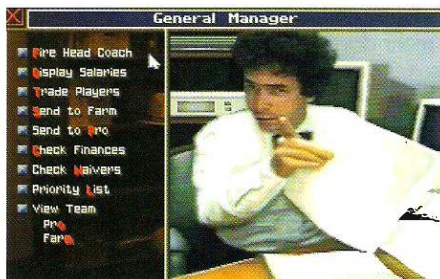 General Manager
Fire Head Coach
Display Salaries
Trade Players
Send to Farm
Send to Pro
Check Finances
Check Waivers
Priority List
View Team
Pro
Farm